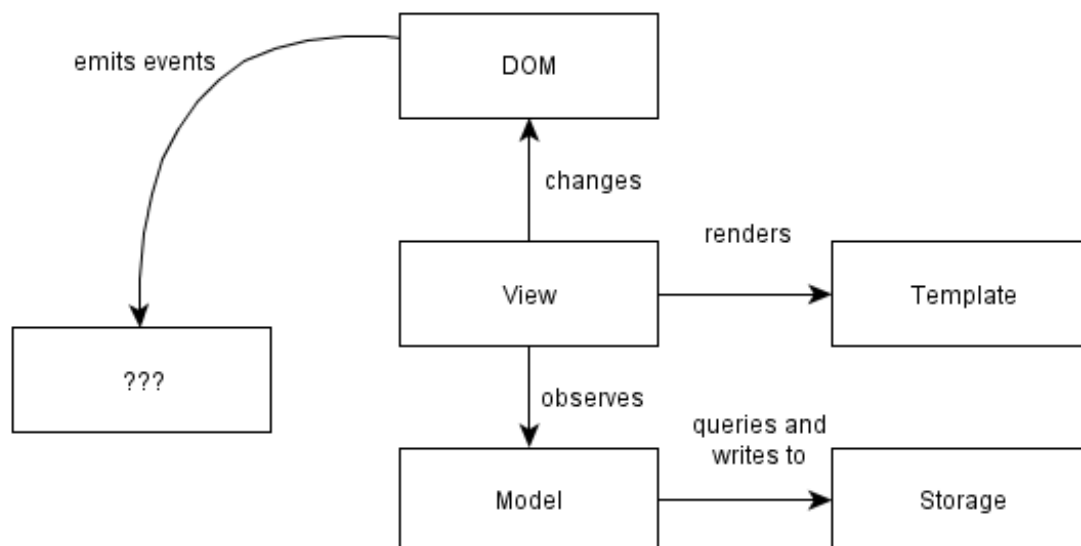 DOM
emits events
changes
renders
View
Template
???
observes
queries and
writes to
Model
Storage